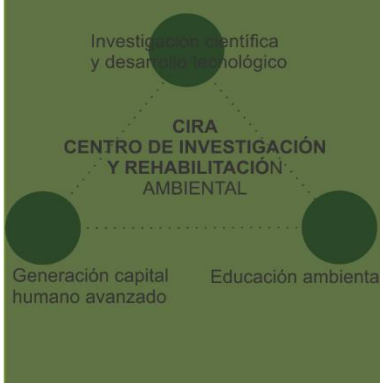 Investigación científica
y desarrollo tecnológico
CIRA
CENTRO DE INVESTIGACIÓN
Y REHABILITACIÓN
AMBIENTAL
Generación capital
humano avanzado
Educación ambienta